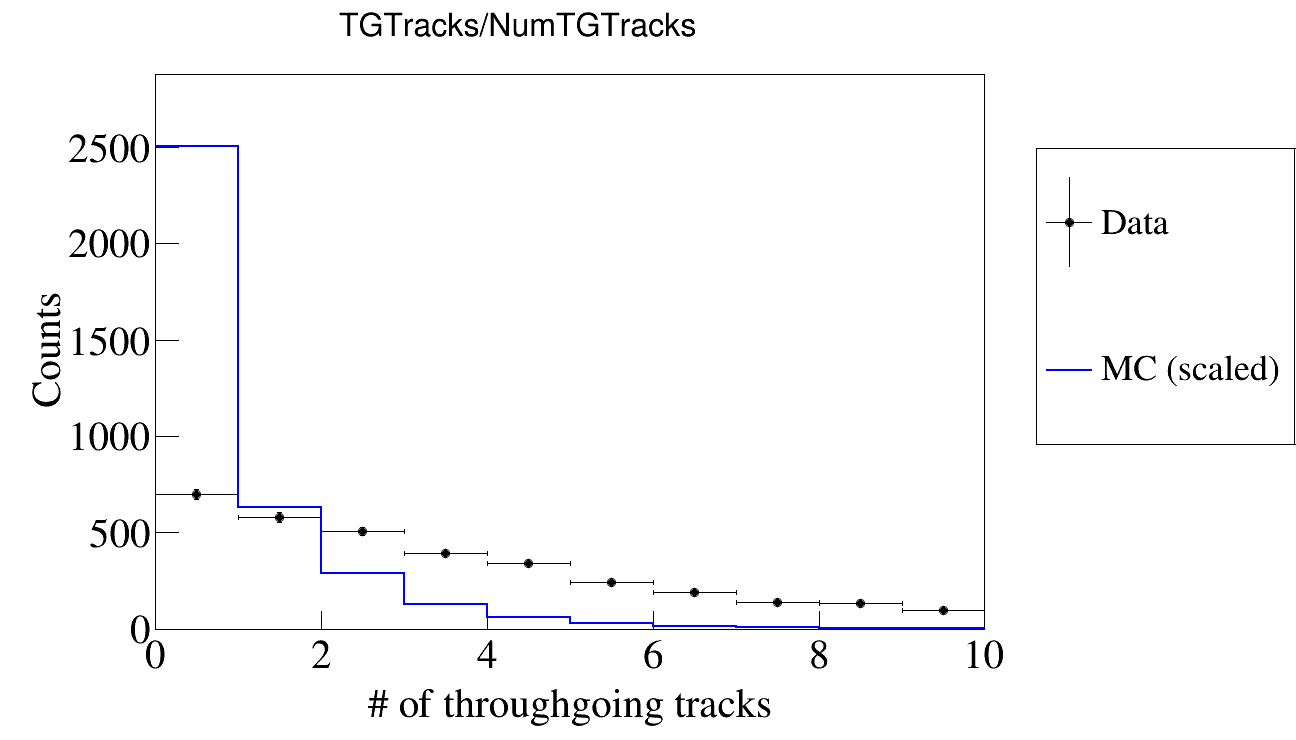 TGTracks/NumTGTracks
2500
2000
1500
1000
500
0
Counts
0 2 4 6 8 10
# of throughgoing tracks
Data
MC (scaled)